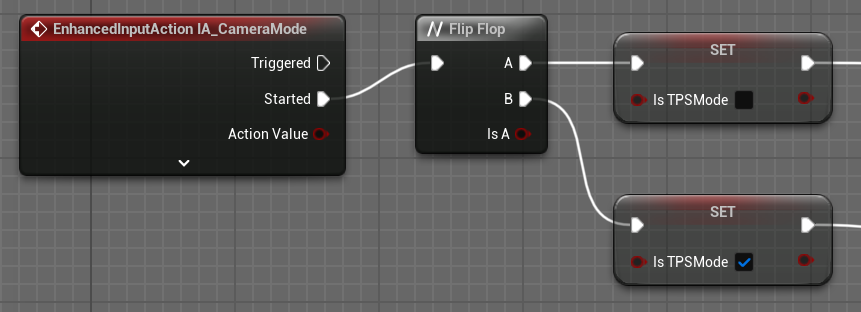 EnhancedInputAction IA_CameraMode
Triggered
Started
Action Value
Flip Flop
A
B
Is A
SET
Is TPSMode
SET
Is TPSMode